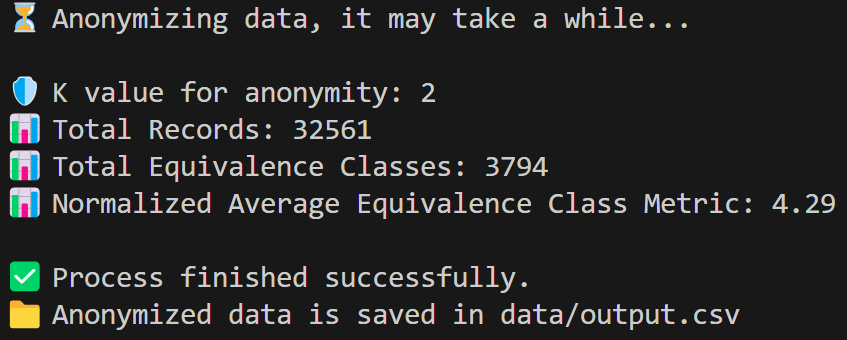 ⏳ Anonymizing data, it may take a while...
🛡️ K value for anonymity: 2
📊 Total Records: 32561
📊 Total Equivalence Classes: 3794
📊 Normalized Average Equivalence Class Metric: 4.29
✅ Process finished successfully.
📁 Anonymized data is saved in data/output.csv